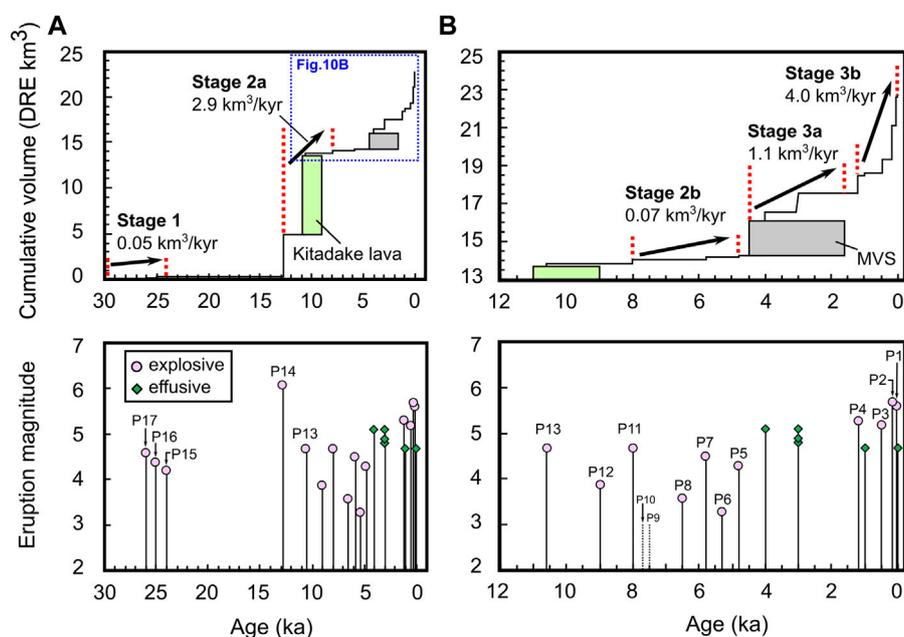 A
Cumulative volume (DRE km³)
25
20
15
10
5
0
30 25 20 15 10 5 0
Fig.10B
Stage 2a
2.9 km³/kyr
Stage 1
0.05 km³/kyr
Kitadake lava
B
25
23
21
19
17
15
13
12 10 8 6 4 2 0
Stage 3b
4.0 km³/kyr
Stage 3a
1.1 km³/kyr
Stage 2b
0.07 km³/kyr
MVS
Eruption magnitude
7
6
5
4
3
2
30 25 20 15 10 5 0
Age (ka)
explosive
effusive
P17
P16
P15
P14
P13
7
6
5
4
3
2
12 10 8 6 4 2 0
Age (ka)
P13
P12
P11
P10
P9
P8
P7
P6
P5
P4
P3
P2
P1